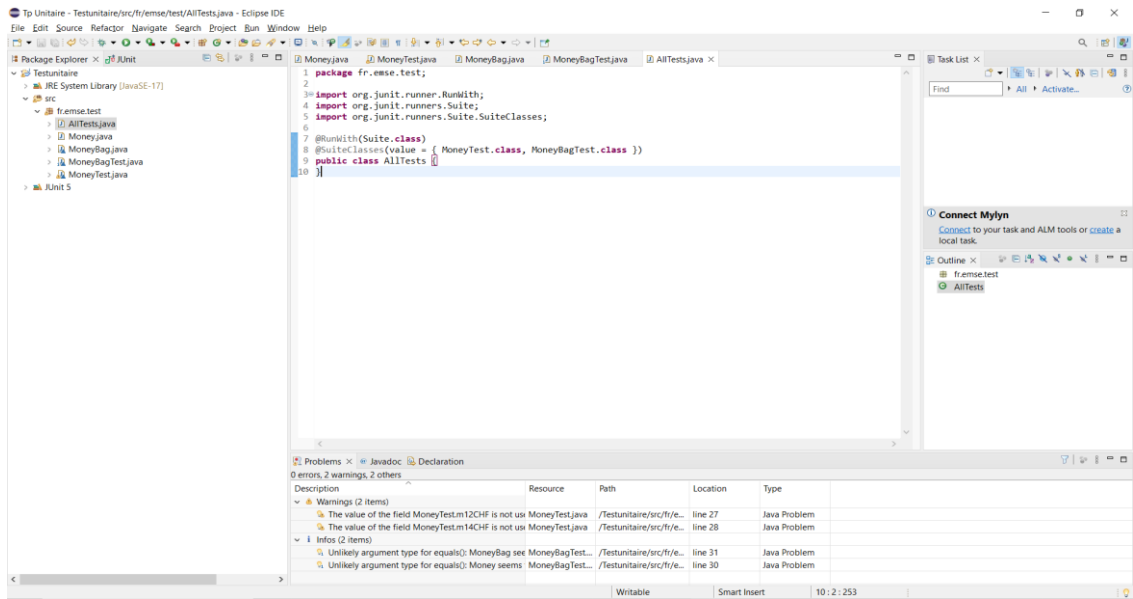 Tp Unitaire - Testunitaire/src/fr/emse/test/AllTests.java - Eclipse IDE
File Edit Source Refactor Navigate Search Project Run Window Help
Package Explorer JUnit
Testunitaire
JRE System Library [JavaSE-17]
src
fr.emse.test
AllTests.java
Money.java
MoneyBag.java
MoneyBagTest.java
MoneyTest.java
JUnit 5
Money.java MoneyTest.java MoneyBag.java MoneyBagTest.java AllTests.java
1 package fr.emse.test;
2
3 import org.junit.runner.RunWith;
4 import org.junit.runners.Suite;
5 import org.junit.runners.Suite.SuiteClasses;
6
7 @RunWith(Suite.class)
8 @SuiteClasses(value = { MoneyTest.class, MoneyBagTest.class })
9 public class AllTests {
10 }
Task List
Find All Activate...
Connect Mylyn
Connect to your task and ALM tools or create a
local task.
Outline
fr.emse.test
AllTests
Problems Javadoc Declaration
0 errors, 2 warnings, 2 others
Description Resource Path Location Type
Warnings (2 items)
The value of the field MoneyTest.m12CHF is not use MoneyTest.java /Testunitaire/src/fr/e... line 27 Java Problem
The value of the field MoneyTest.m14CHF is not use MoneyTest.java /Testunitaire/src/fr/e... line 28 Java Problem
Infos (2 items)
Unlikely argument type for equals(): MoneyBag see MoneyBagTest... /Testunitaire/src/fr/e... line 31 Java Problem
Unlikely argument type for equals(): Money seems MoneyBagTest... /Testunitaire/src/fr/e... line 30 Java Problem
Writable Smart Insert 10 : 2 : 253